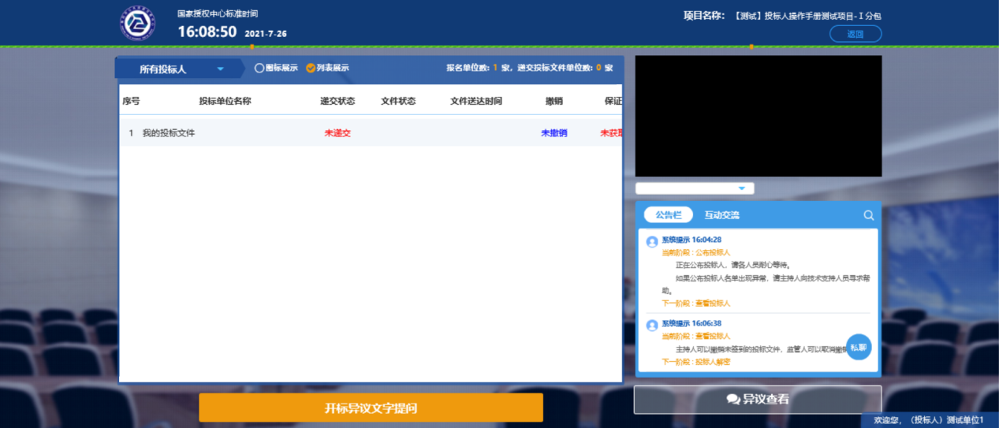 国家授权中心标准时间
16:08:50 2021-7-26
项目名称: 【测试】投标人操作手册测试项目-Ⅰ分包
返回
所有投标人 图标展示 列表展示 报名单位数: 1 家, 递交投标文件单位数: 0 家
序号 投标单位名称 递交状态 文件状态 文件送达时间 撤销 保证
1 我的投标文件 未递交 未撤销 未获取
公告栏 互动交流
系统提示 16:04:28
当前阶段 : 公布投标人
正在公布投标人, 请各人员耐心等待。
如果公布投标人名单出现异常, 请主持人向技术支持人员寻求帮
助。
下一阶段 : 查看投标人
系统提示 16:06:38
当前阶段 : 查看投标人
主持人可以撤销未签到的投标文件, 监管人可以取消撤销
私聊
下一阶段 : 投标人解密
开标异议文字提问
异议查看
欢迎您, （投标人）测试单位1